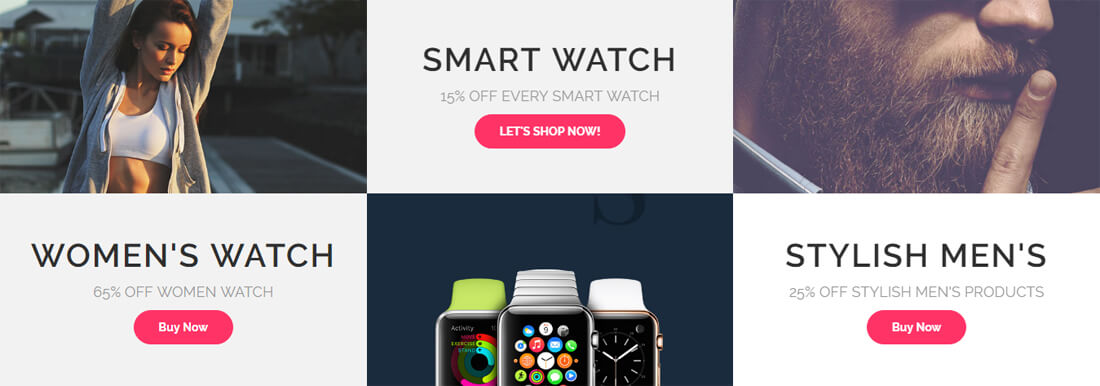 SMART WATCH
15% OFF EVERY SMART WATCH
LET'S SHOP NOW!
WOMEN'S WATCH
65% OFF WOMEN WATCH
Buy Now
S
Activity
10
MOVE
EXERCISE
STAND
STYLISH MEN'S
25% OFF STYLISH MEN'S PRODUCTS
Buy Now